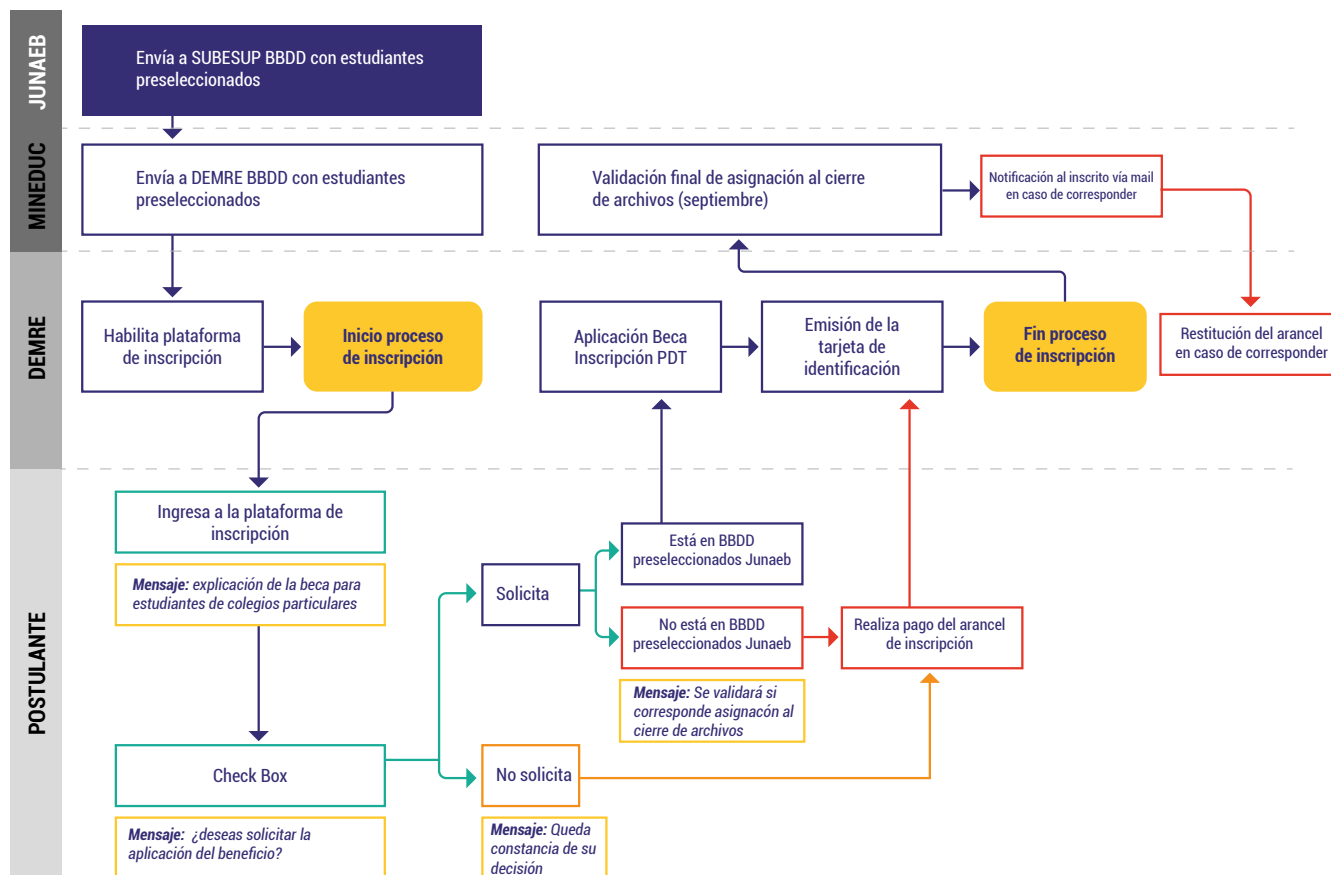 JUNAEB
Envía a SUBESUP BBDD con estudiantes
preseleccionados
MINEDUC
Envía a DEMRE BBDD con estudiantes
preseleccionados
Validación final de asignación al cierre
de archivos (septiembre)
Notificación al inscrito vía mail
en caso de corresponder
DEMRE
Habilita plataforma
de inscripción
Inicio proceso
de inscripción
Aplicación Beca
Inscripción PDT
Emisión de la
tarjeta de
identificación
Fin proceso
de inscripción
Restitución del arancel
en caso de corresponder
POSTULANTE
Ingresa a la plataforma de
inscripción
Mensaje: explicación de la beca para
estudiantes de colegios particulares
Check Box
Mensaje: ¿deseas solicitar la
aplicación del beneficio?
Solicita
Está en BBDD
preseleccionados Junaeb
No está en BBDD
preseleccionados Junaeb
Mensaje: Se validará si
corresponde asignacón al
cierre de archivos
Realiza pago del arancel
de inscripción
No solicita
Mensaje: Queda
constancia de su
decisión